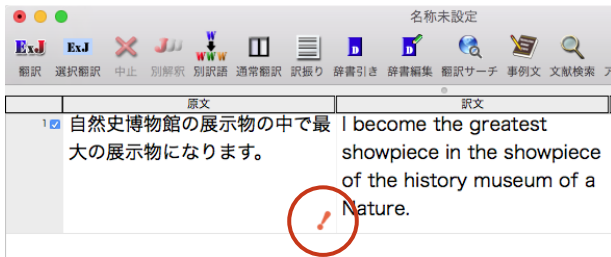 名称未設定
E x J ExJ J W WWW D D
翻訳 選択翻訳 中止 別解釈 別訳語 通常翻訳 訳振り 辞書引き 辞書編集 翻訳サーチ 事例文 文献検索
原文 訳文
1 自然史博物館の展示物の中で最
大の展示物になります。
I become the greatest
showpiece in the showpiece
of the history museum of a
Nature.